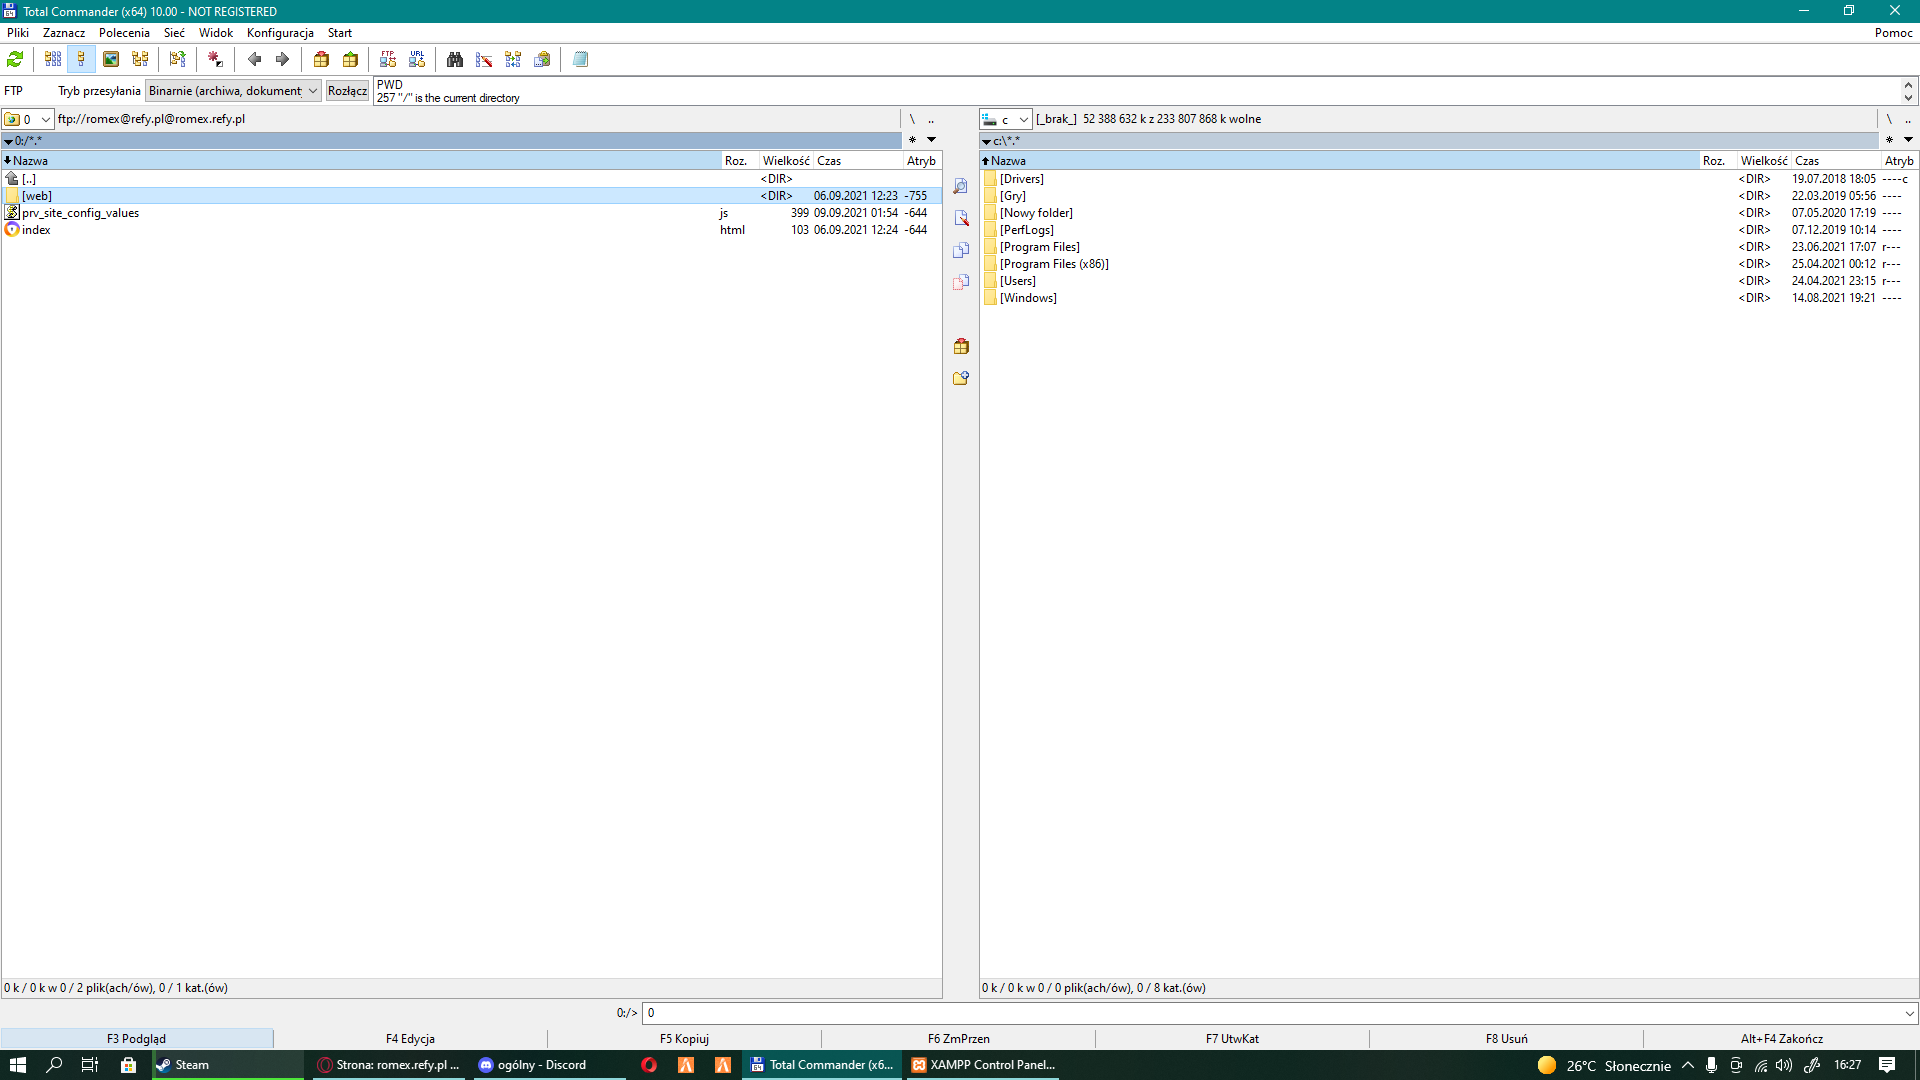 Total Commander (x64) 10.00 - NOT REGISTERED
Pliki Zaznacz Polecenia Sieć Widok Konfiguracja Start Pomoc
FTP URL
FTP Tryb przesyłania Binarnie (archiwa, dokument Rozłącz
PWD
257 "/" is the current directory
0 ftp://romex@refy.pl@romex.refy.pl \ ..
0:/*.* * 
Nazwa Roz. Wielkość Czas Atryb
[..] <DIR>
[web] <DIR> 06.09.2021 12:23 -755
prv_site_config_values js 399 09.09.2021 01:54 -644
index html 103 06.09.2021 12:24 -644
0 k / 0 k w 0 / 2 plik(ach/ów), 0 / 1 kat.(ów)
c [_brak_] 52 388 632 k z 233 807 868 k wolne \ ..
c:\*.* *
Nazwa Roz. Wielkość Czas Atryb
[Drivers] <DIR> 19.07.2018 18:05 ----c
[Gry] <DIR> 22.03.2019 05:56 ----
[Nowy folder] <DIR> 07.05.2020 17:19 ----
[PerfLogs] <DIR> 07.12.2019 10:14 ----
[Program Files] <DIR> 23.06.2021 17:07 r---
[Program Files (x86)] <DIR> 25.04.2021 00:12 r---
[Users] <DIR> 24.04.2021 23:15 r---
[Windows] <DIR> 14.08.2021 19:21 ----
0 k / 0 k w 0 / 0 plik(ach/ów), 0 / 8 kat.(ów)
0:/> 0
F3 Podgląd F4 Edycja F5 Kopiuj F6 ZmPrzen F7 UtwKat F8 Usuń Alt+F4 Zakończ
Steam Strona: romex.refy.pl ... ogólny - Discord Total Commander (x6... XAMPP Control Panel... 26°C Słonecznie 16:27